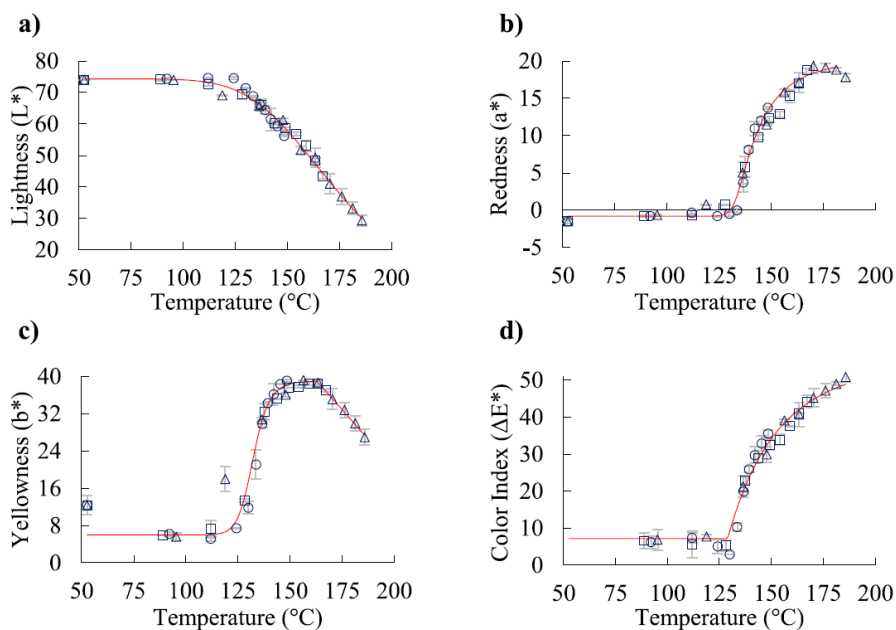 a)
80
70
60
50
40
30
20
Lightness (L*)
50 75 100 125 150 175 200
Temperature (°C)
b)
20
15
10
5
0
-5
Redness (a*)
50 75 100 125 150 175 200
Temperature (°C)
c)
40
32
24
16
8
0
Yellowness (b*)
50 75 100 125 150 175 200
Temperature (°C)
d)
50
40
30
20
10
0
Color Index (ΔE*)
50 75 100 125 150 175 200
Temperature (°C)